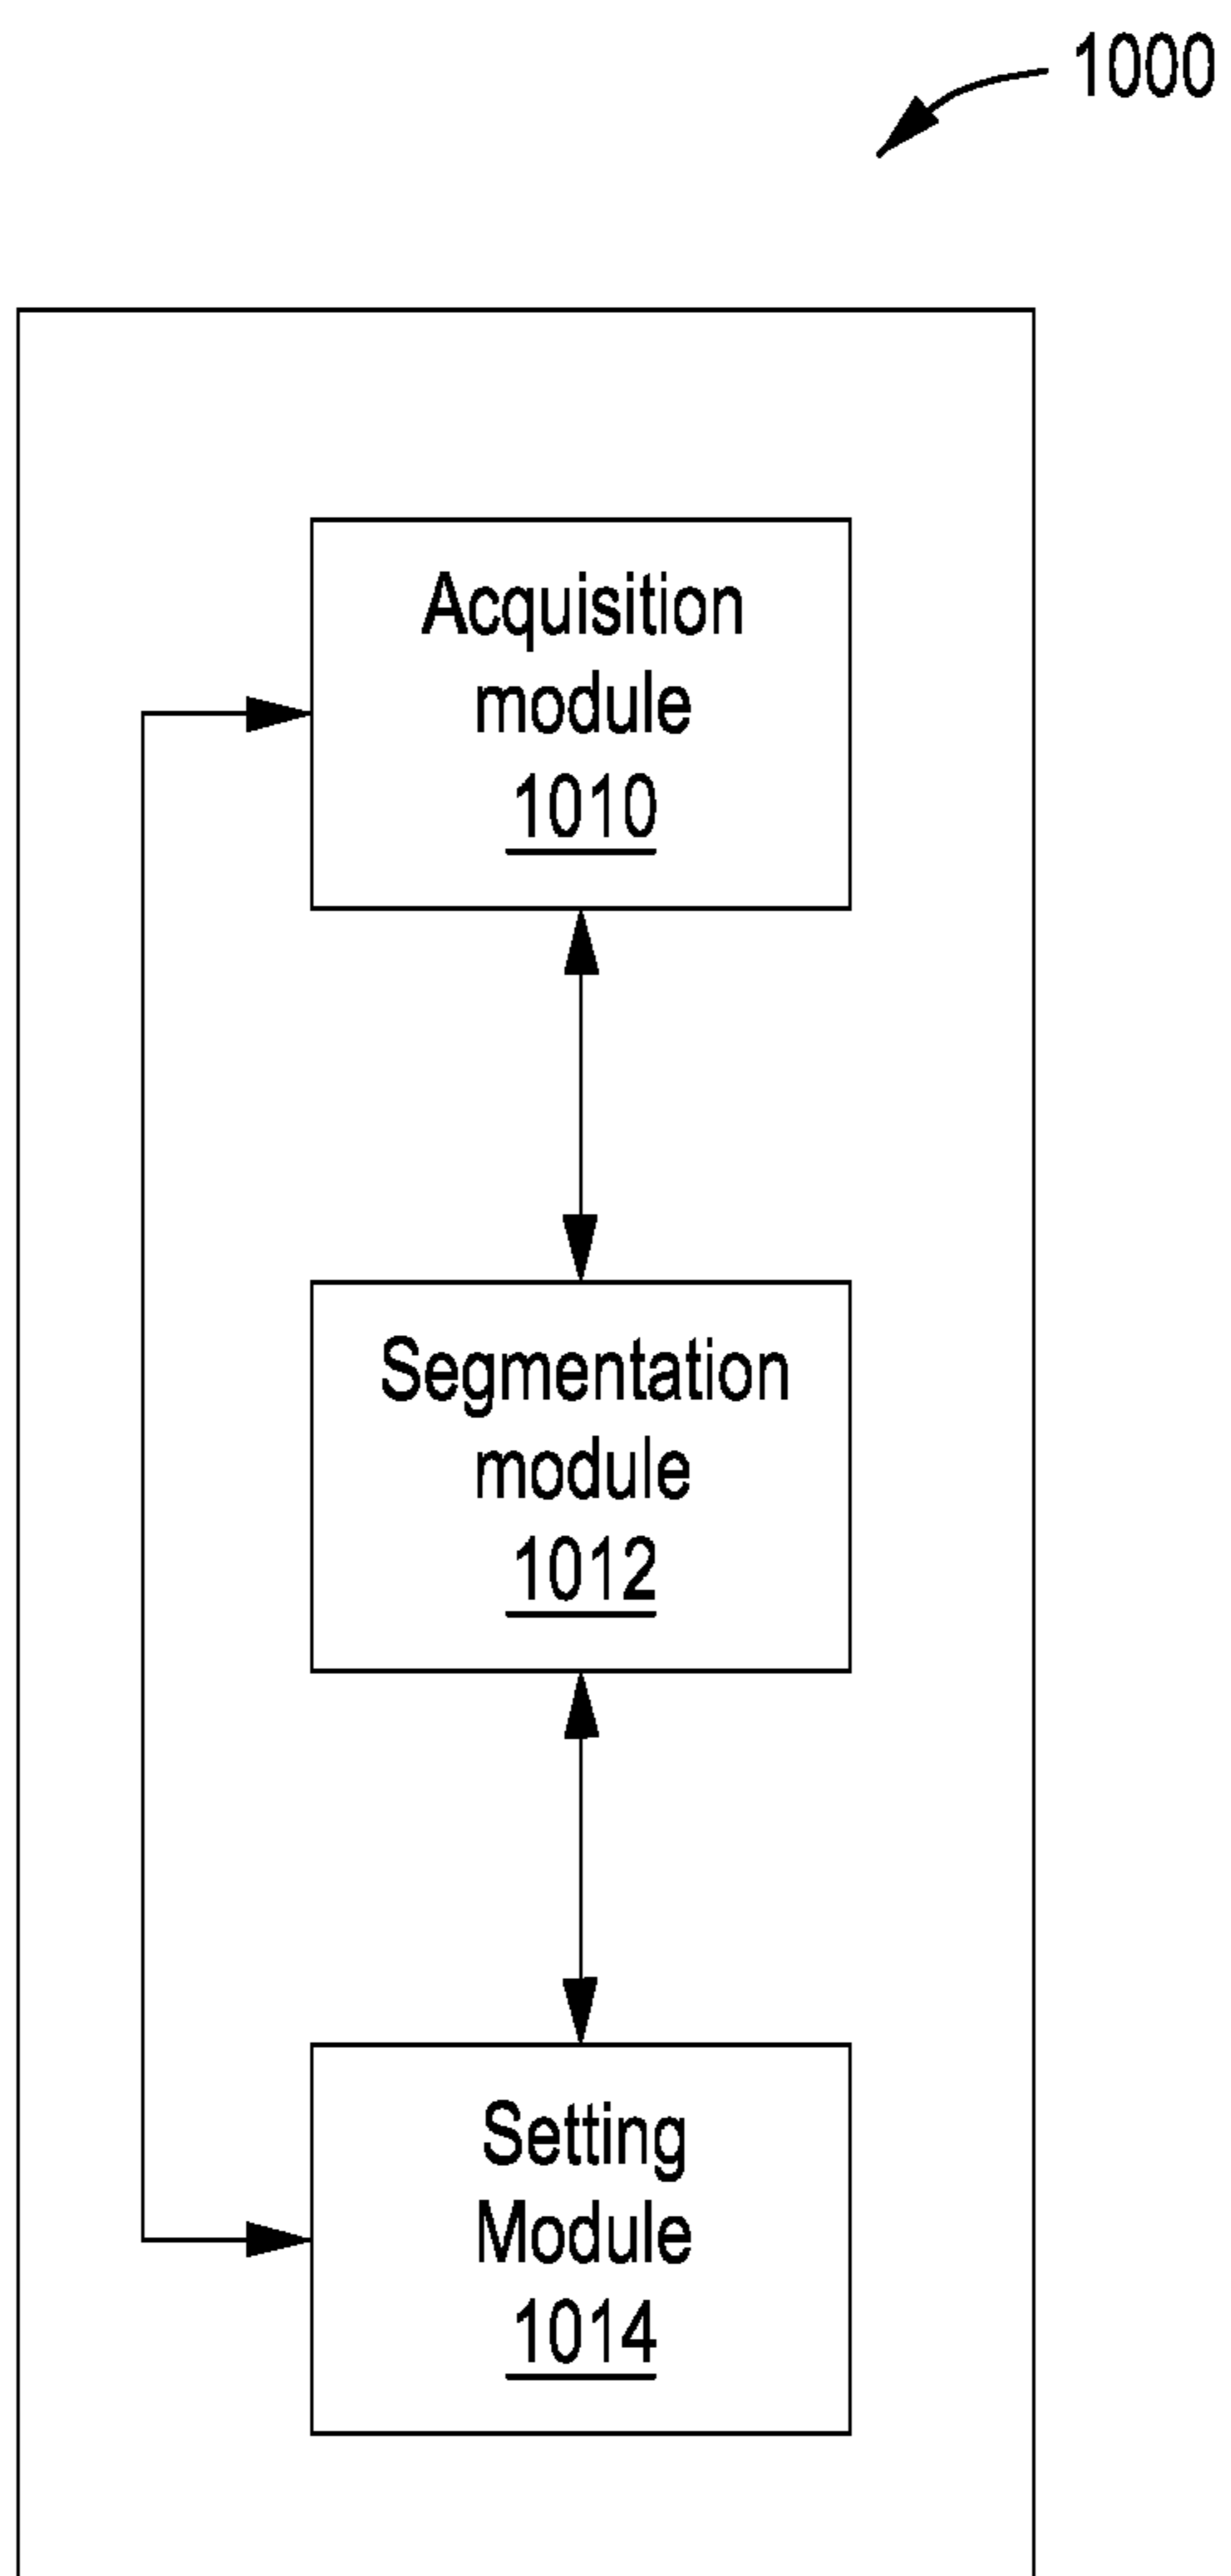 1000
Acquisition
module
1010
Segmentation
module
1012
Setting
Module
1014